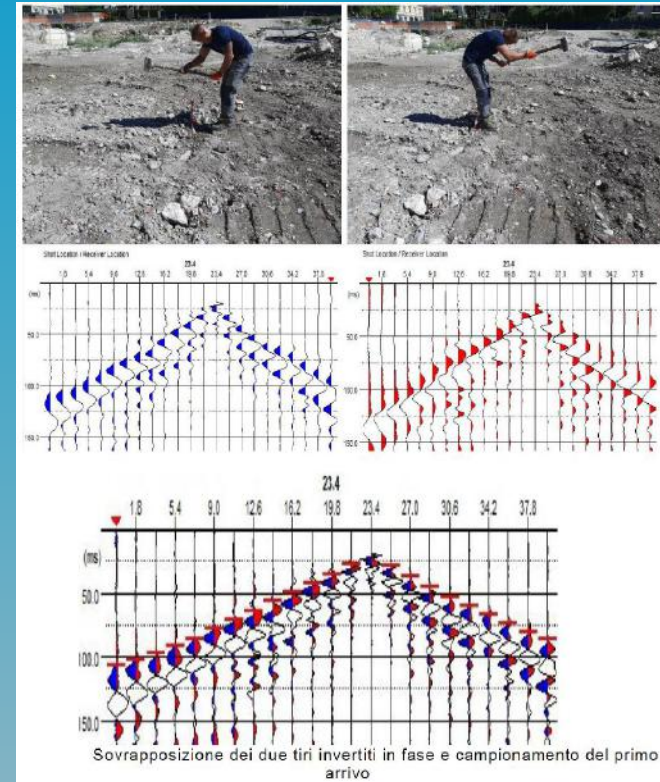 Shot Location / Receiver Location
23.4
1.8 5.4 9.0 12.6 16.2 19.8 23.4 27.0 30.6 34.2 37.8
(ms)
50.0
100.0
150.0
Shot Location / Receiver Location
23.4
1.8 5.4 9.0 12.6 16.2 19.8 23.4 27.0 30.6 34.2 37.8
(ms)
50.0
100.0
150.0
23.4
1.8 5.4 9.0 12.6 16.2 19.8 23.4 27.0 30.6 34.2 37.8
(ms)
50.0
100.0
150.0
Sovrapposizione dei due tiri invertiti in fase e campionamento del primo
arrivo